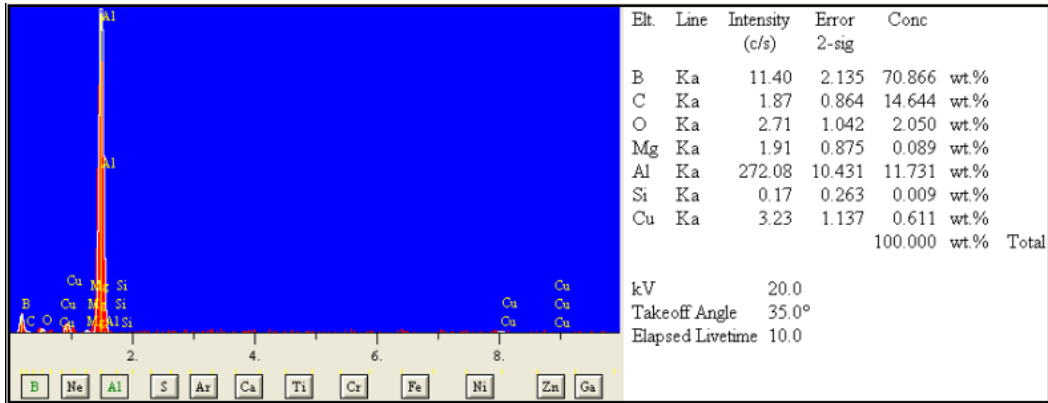 Al
Al
Cu Mg Si
B Cu Mg Si Cu Cu
C O Cu Mg Al Si Cu Cu
Cu
2. 4. 6. 8.
B Ne Al S Ar Ca Ti Cr Fe Ni Zn Ga
Elt. Line Intensity Error Conc
(c/s) 2-sig
B Ka 11.40 2.135 70.866 wt.%
C Ka 1.87 0.864 14.644 wt.%
O Ka 2.71 1.042 2.050 wt.%
Mg Ka 1.91 0.875 0.089 wt.%
Al Ka 272.08 10.431 11.731 wt.%
Si Ka 0.17 0.263 0.009 wt.%
Cu Ka 3.23 1.137 0.611 wt.%
100.000 wt.% Total
kV 20.0
Takeoff Angle 35.0°
Elapsed Livetime 10.0